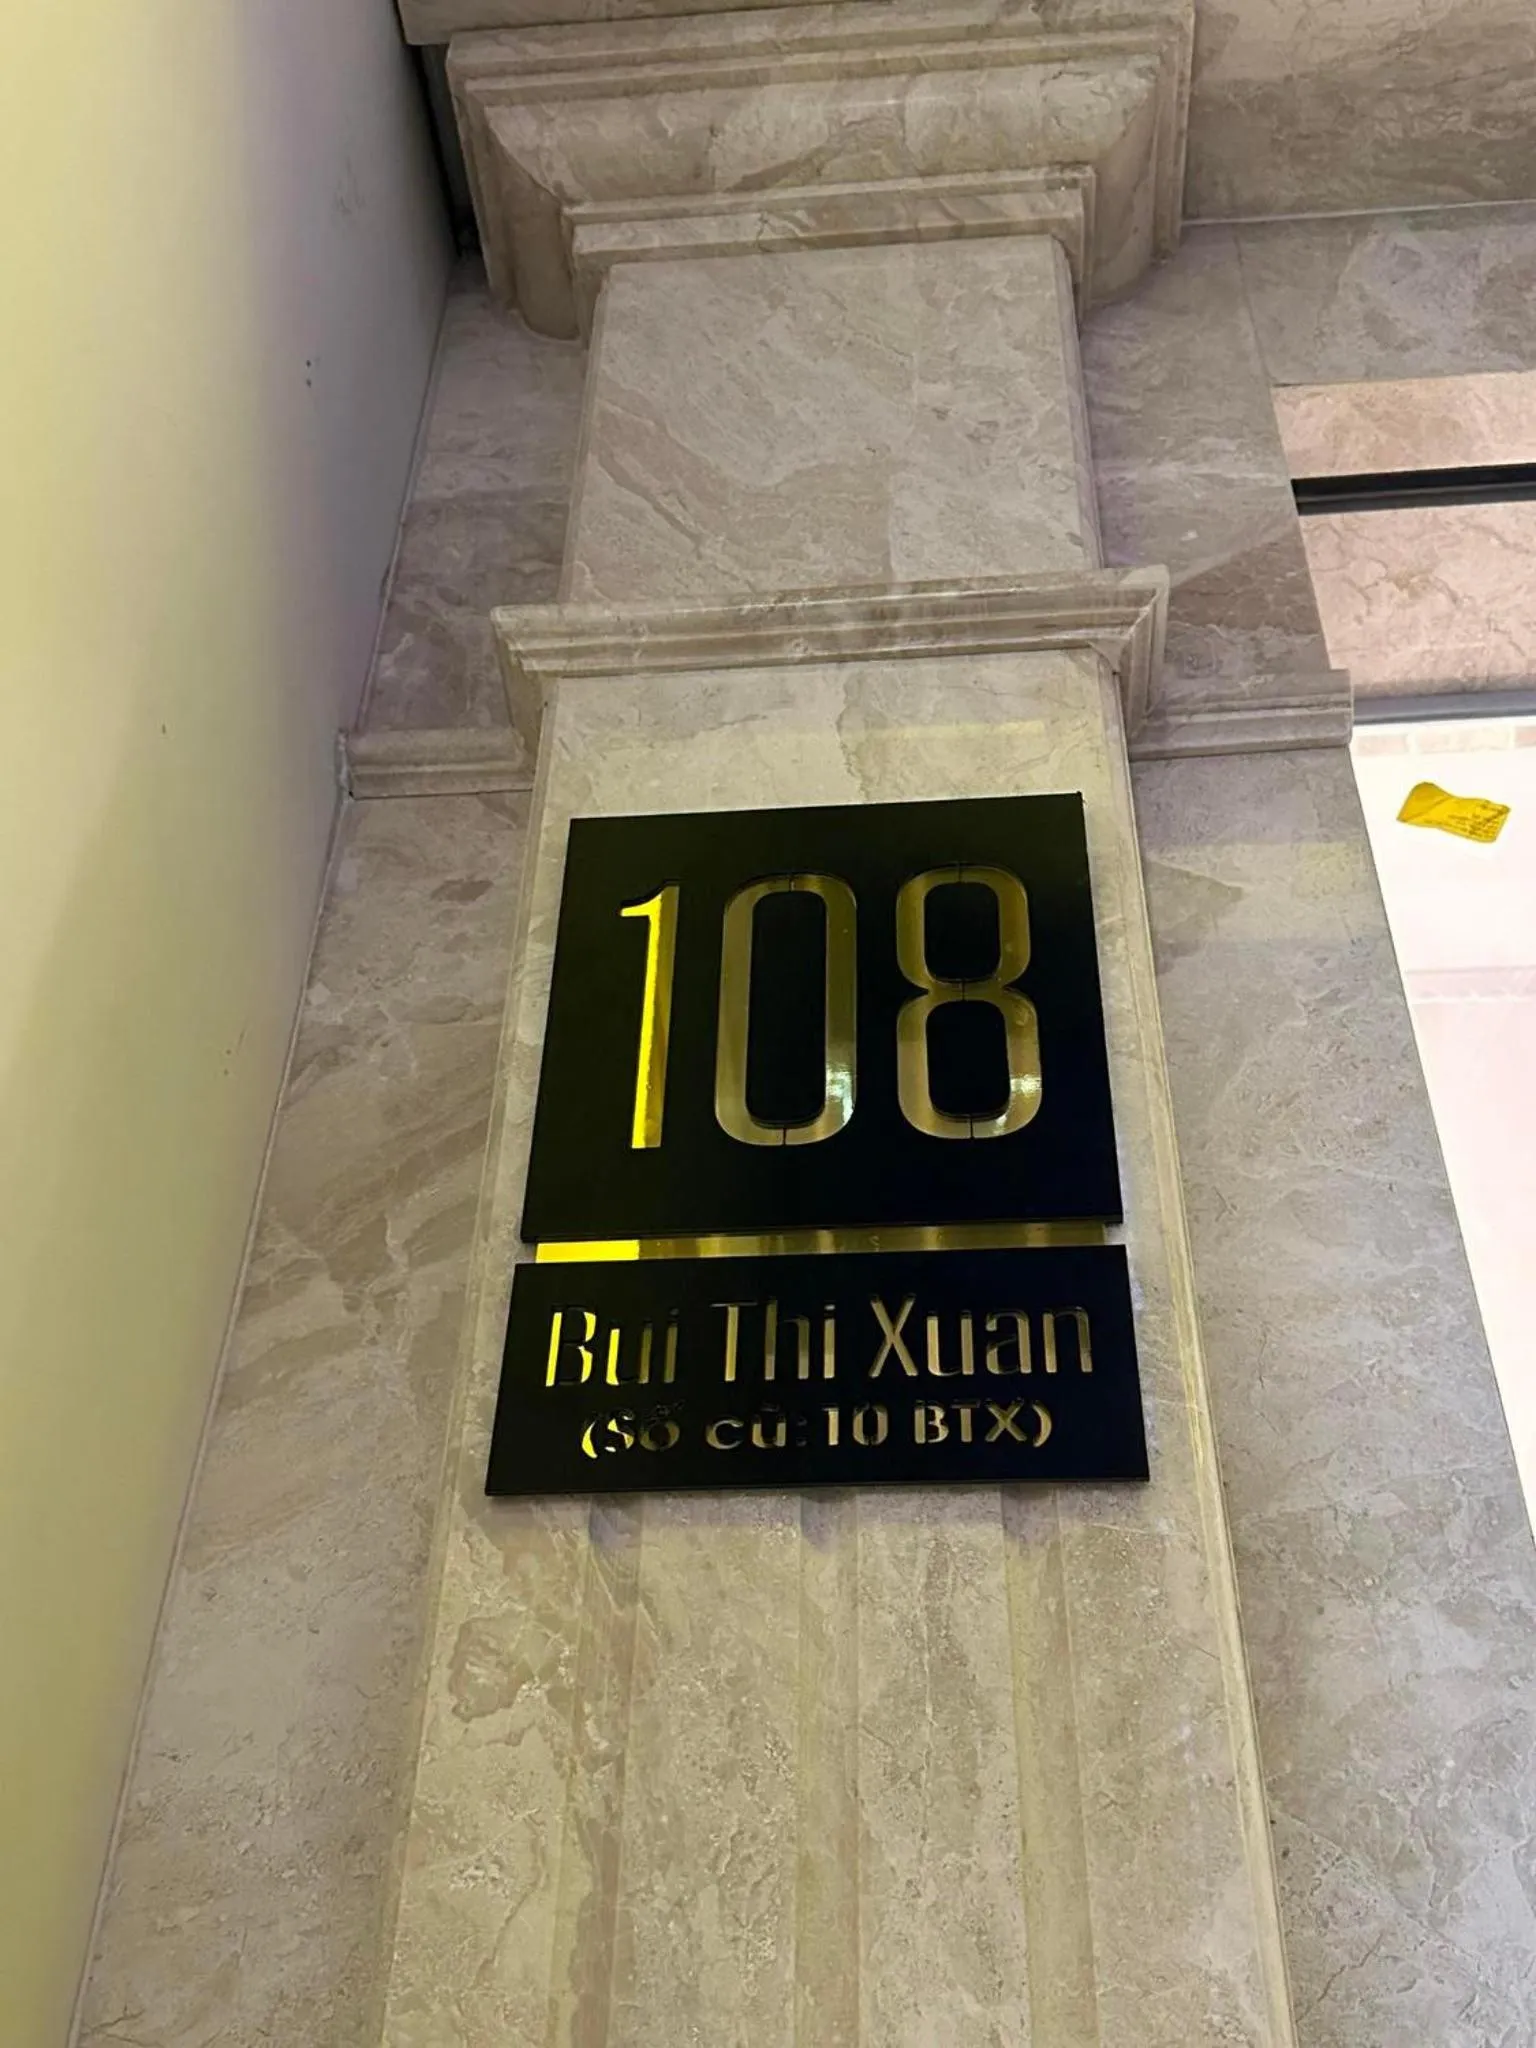 108
Bui Thi Xuan
(Số cũ: 10 BTX)